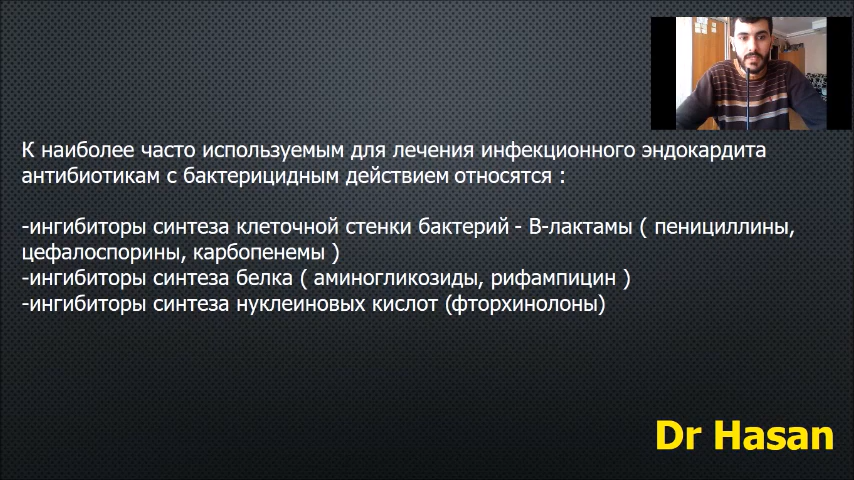 К наиболее часто используемым для лечения инфекционного эндокардита
антибиотикам с бактерицидным действием относятся :
-ингибиторы синтеза клеточной стенки бактерий - В-лактамы ( пенициллины,
цефалоспорины, карбопенемы )
-ингибиторы синтеза белка ( аминогликозиды, рифампицин )
-ингибиторы синтеза нуклеиновых кислот (фторхинолоны)
Dr Hasan